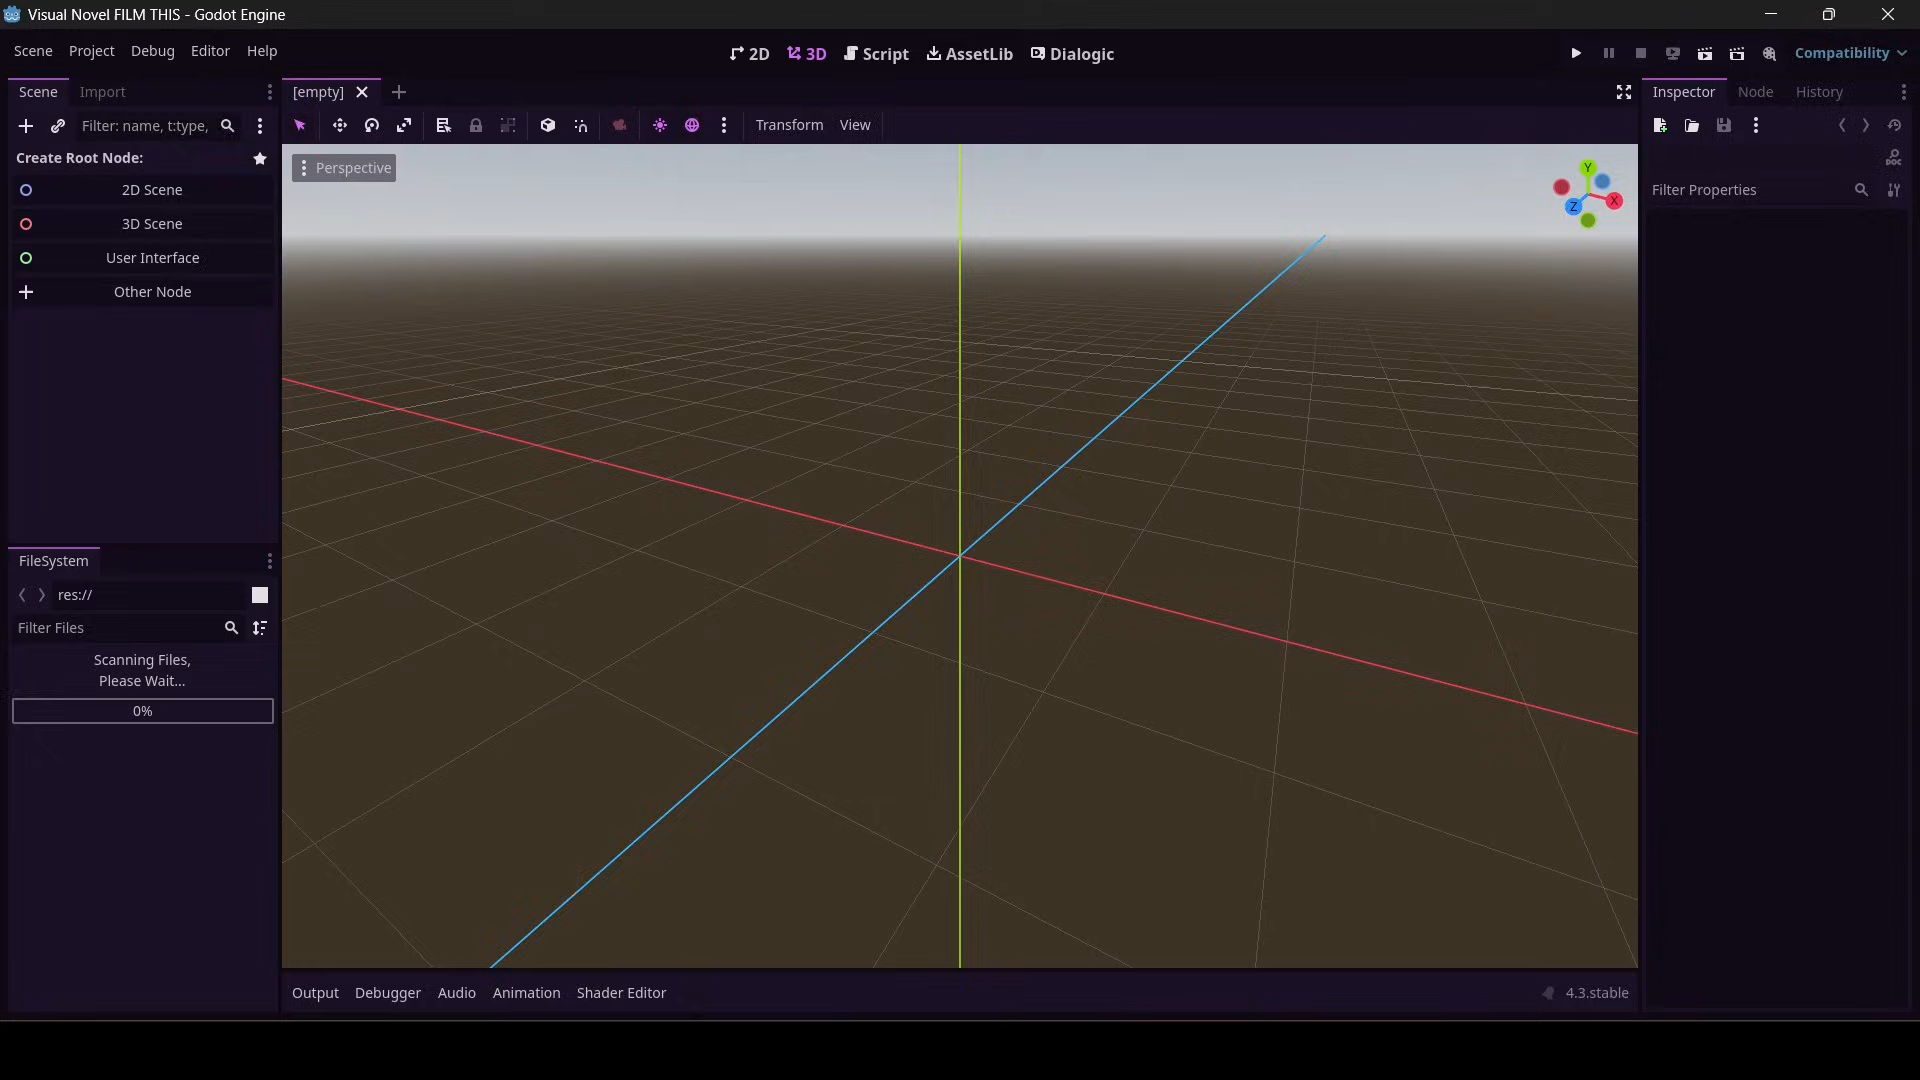 Visual Novel FILM THIS - Godot Engine
Scene Project Debug Editor Help
2D 3D Script AssetLib Dialogic
Compatibility
Scene Import
[empty]
Inspector Node History
Filter: name, t:type,
Transform View
Create Root Node:
DOC
2D Scene
Perspective
Y
X
Z
Filter Properties
3D Scene
User Interface
Other Node
FileSystem
res://
Filter Files
Scanning Files,
Please Wait...
0%
Output Debugger Audio Animation Shader Editor
4.3.stable